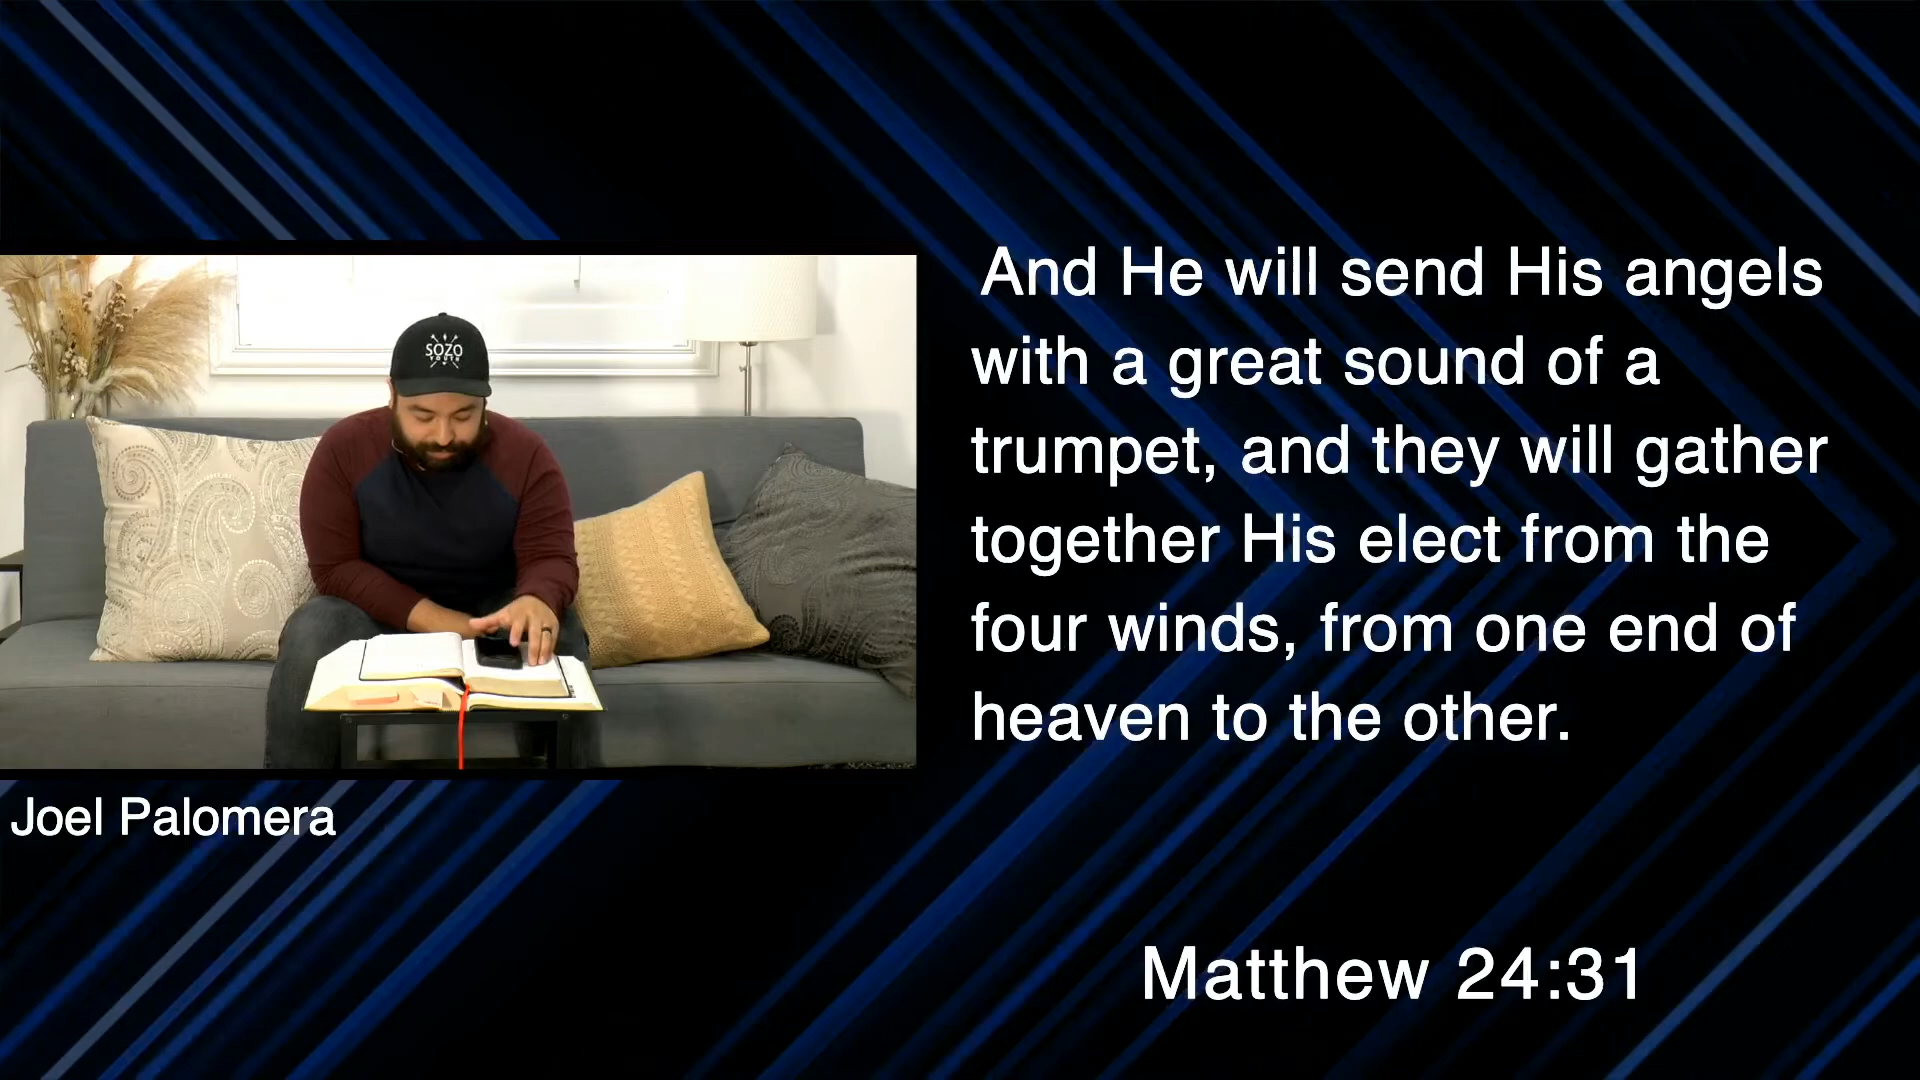 SOZO
YOUTH
And He will send His angels
with a great sound of a
trumpet, and they will gather
together His elect from the
four winds, from one end of
heaven to the other.
Joel Palomera
Matthew 24:31